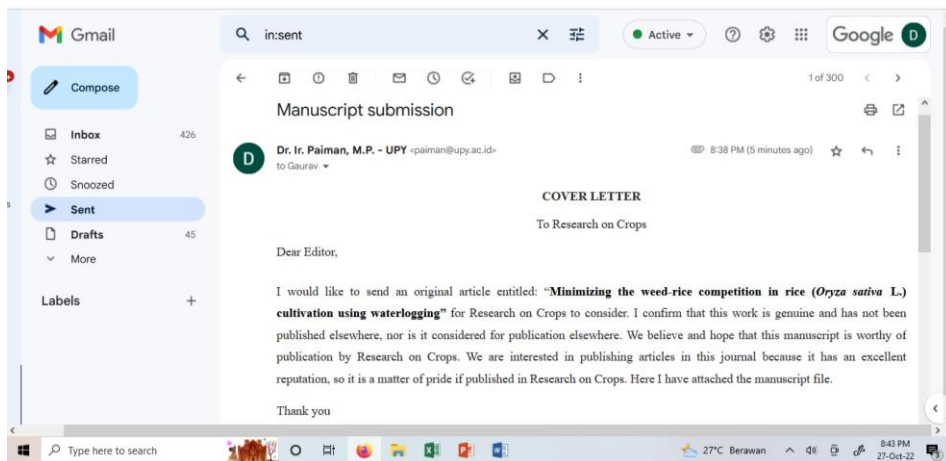 Gmail
in:sent
Active
Google
D
Compose
1 of 300
Manuscript submission
Inbox 426
Starred
Snoozed
Sent
Drafts 45
More
Labels
D
Dr. Ir. Paiman, M.P. - UPY <paiman@upy.ac.id>
8:38 PM (5 minutes ago)
to Gaurav
COVER LETTER
To Research on Crops
Dear Editor,
I would like to send an original article entitled: “Minimizing the weed-rice competition in rice (Oryza sativa L.)
cultivation using waterlogging” for Research on Crops to consider. I confirm that this work is genuine and has not been
published elsewhere, nor is it considered for publication elsewhere. We believe and hope that this manuscript is worthy of
publication by Research on Crops. We are interested in publishing articles in this journal because it has an excellent
reputation, so it is a matter of pride if published in Research on Crops. Here I have attached the manuscript file.
Thank you
Type here to search
27°C Berawan
8:43 PM
27-Oct-22